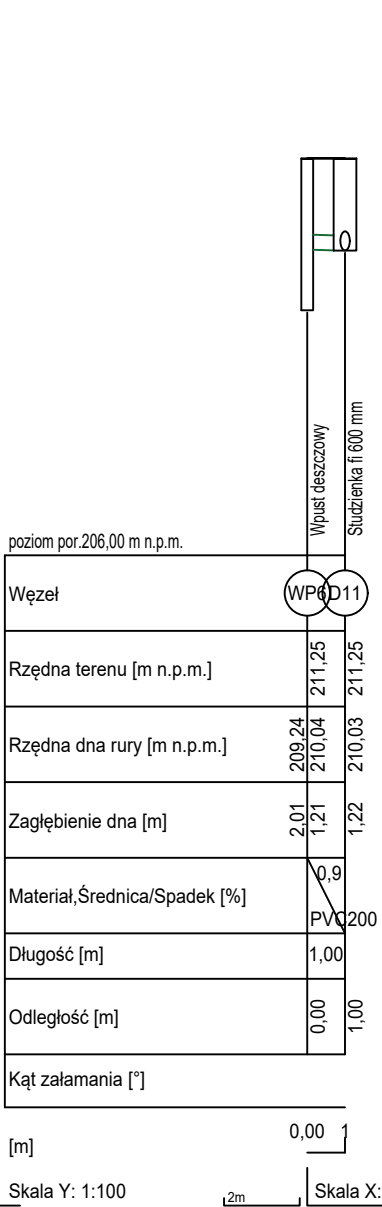 Wpust deszczowy
Studzienka fi 600 mm
poziom por.206,00 m n.p.m.
Węzeł WP6 D11
Rzędna terenu [m n.p.m.] 211,25 211,25
Rzędna dna rury [m n.p.m.] 209,24 210,04 210,03
Zagłębienie dna [m] 2,01 1,21 1,22
Materiał,Średnica/Spadek [%] 0,9 PVC200
Długość [m] 1,00
Odległość [m] 0,00 1,00
Kąt załamania [°]
[m] 0,00 1
Skala Y: 1:100 2m Skala X: